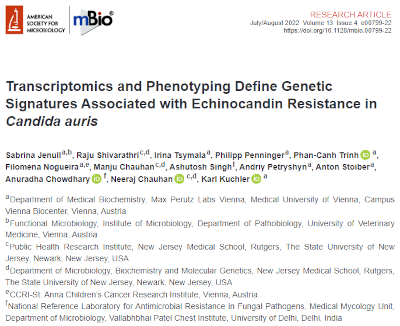 AMERICAN
SOCIETY FOR
MICROBIOLOGY
mBio®
RESEARCH ARTICLE
July/August 2022 Volume 13 Issue 4 e00799-22
https://doi.org/10.1128/mbio.00799-22
Transcriptomics and Phenotyping Define Genetic
Signatures Associated with Echinocandin Resistance in
Candida auris
Sabrina Jenull a,b, Raju Shivarathri c,d, Irina Tsymala a, Philipp Penninger a, Phan-Canh Trinh iD a,
Filomena Nogueira a,e, Manju Chauhan c,d, Ashutosh Singh f, Andriy Petryshyn a, Anton Stoiber a,
Anuradha Chowdhary iD f, Neeraj Chauhan iD c,d, Karl Kuchler iD a
a Department of Medical Biochemistry, Max Perutz Labs Vienna, Medical University of Vienna, Campus
Vienna Biocenter, Vienna, Austria
b Functional Microbiology, Institute of Microbiology, Department of Pathobiology, University of Veterinary
Medicine, Vienna, Austria
c Public Health Research Institute, New Jersey Medical School, Rutgers, The State University of New
Jersey, Newark, New Jersey, USA
d Department of Microbiology, Biochemistry and Molecular Genetics, New Jersey Medical School, Rutgers,
The State University of New Jersey, Newark, New Jersey, USA
e CCRI-St. Anna Children's Cancer Research Institute, Vienna, Austria
f National Reference Laboratory for Antimicrobial Resistance in Fungal Pathogens, Medical Mycology Unit,
Department of Microbiology, Vallabhbhai Patel Chest Institute, University of Delhi, Delhi, India